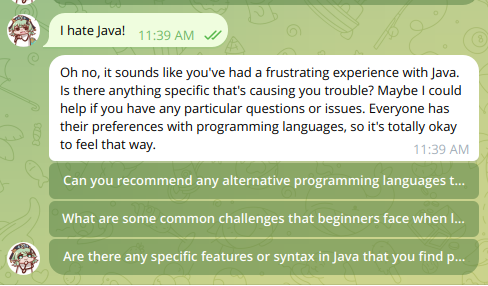 I hate Java!
11:39 AM
Oh no, it sounds like you've had a frustrating experience with Java.
Is there anything specific that's causing you trouble? Maybe I could
help if you have any particular questions or issues. Everyone has
their preferences with programming languages, so it's totally okay
to feel that way.
11:39 AM
Can you recommend any alternative programming languages t...
What are some common challenges that beginners face when l...
Are there any specific features or syntax in Java that you find p...